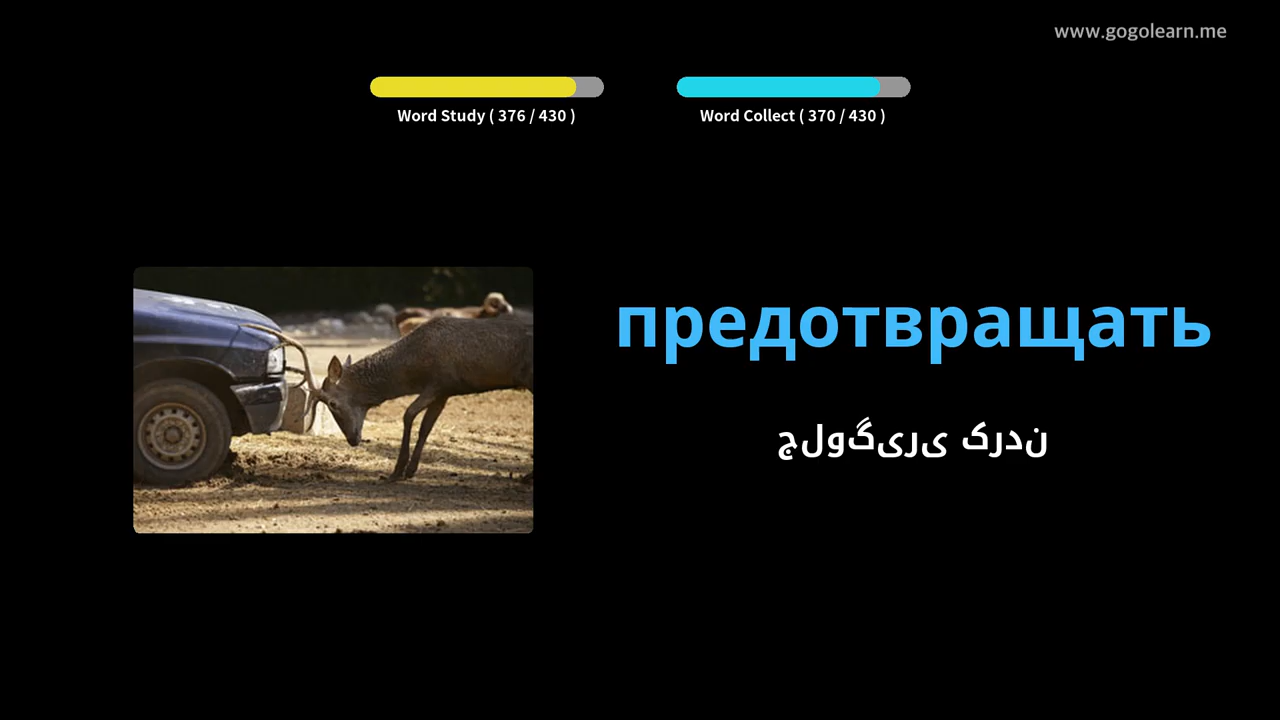 www.gogolearn.me
Word Study ( 376 / 430 )
Word Collect ( 370 / 430 )
предотвращать
جلوگیری کردن